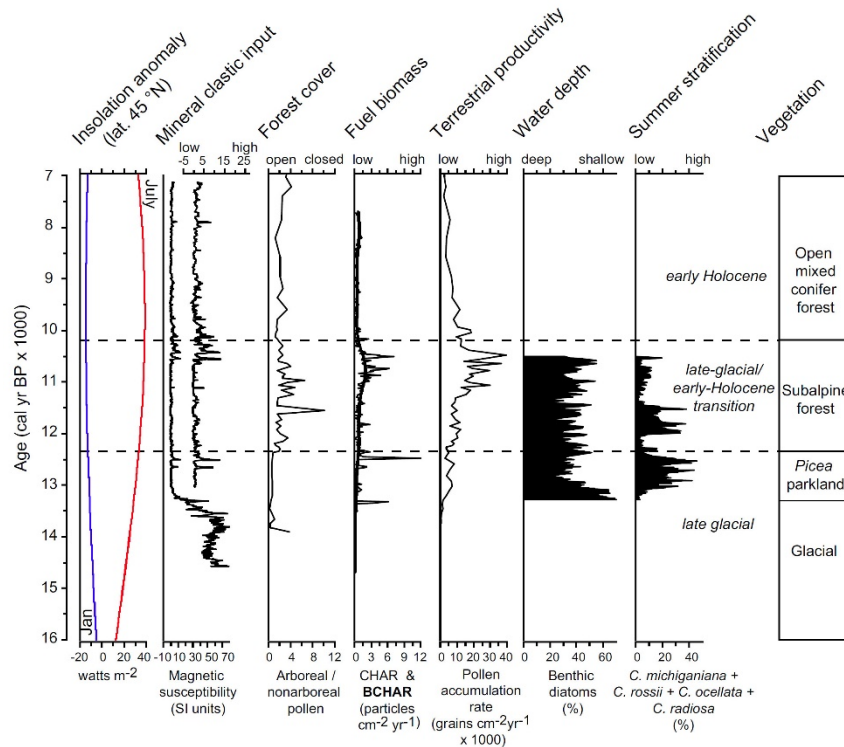 Insolation anomaly
(lat. 45 °N)
Mineral clastic input
Forest cover
Fuel biomass
Terrestrial productivity
Water depth
Summer stratification
Vegetation
low high
-5 5 15 25
open closed
low high
low high
deep shallow
low high
Age (cal yr BP x 1000)
7
8
9
10
11
12
13
14
15
16
July
Jan
early Holocene
late-glacial/
early-Holocene
transition
late glacial
Open
mixed
conifer
forest
Subalpine
forest
Picea
parkland
Glacial
-20 0 20 40
-10 10 30 50 70
0 4 8 12
0 3 6 9 12
0 10 20 30 40
0 20 40 60
0 20 40
watts m-2
Magnetic
susceptibility
(SI units)
Arboreal /
nonarboreal
pollen
CHAR &
BCHAR
(particles
cm-2 yr-1)
Pollen
accumulation
rate
(grains cm-2yr-1
x 1000)
Benthic
diatoms
(%)
C. michiganiana +
C. rossii + C. ocellata +
C. radiosa
(%)